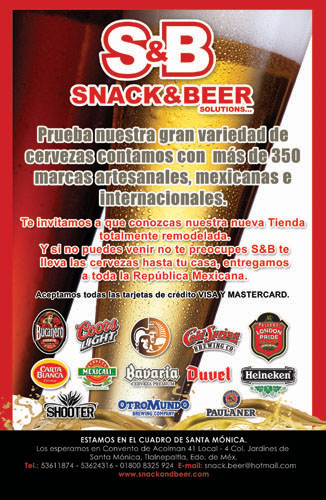 S&B
SNACK&BEER
SOLUTIONS...
Prueba nuestra gran variedad de
cervezas contamos con más de 350
marcas artesanales, mexicanas e
internacionales.
Te invitamos a que conozcas nuestra nueva Tienda
totalmente remodelada.
Y si no puedes venir no te preocupes S&B te
lleva las cervezas hasta tu casa, entregamos
a toda la República Mexicana.
Aceptamos todas las tarjetas de crédito VISA Y MASTERCARD.
Bucanero
Coors
LIGHT
BREWING CO.
FULLER'S
LONDON
PRIDE
CARTA
BLANCA
MEXICALI
Bavaria
CERVEZA PREMIUM
Duvel
Heineken
SHOOTER
OTROMUNDO
BREWING COMPANY
PAULANER
ESTAMOS EN EL CUADRO DE SANTA MÓNICA.
Los esperamos en Convento de Acolman 41 Local - 4 Col. Jardines de
Santa Mónica, Tlalnepatlla, Edo. de Méx.
Tel.: 53611874 - 53624316 - 01800 8325 924 E-mail: snack.beer@hotmail.com
www.snackandbeer.com